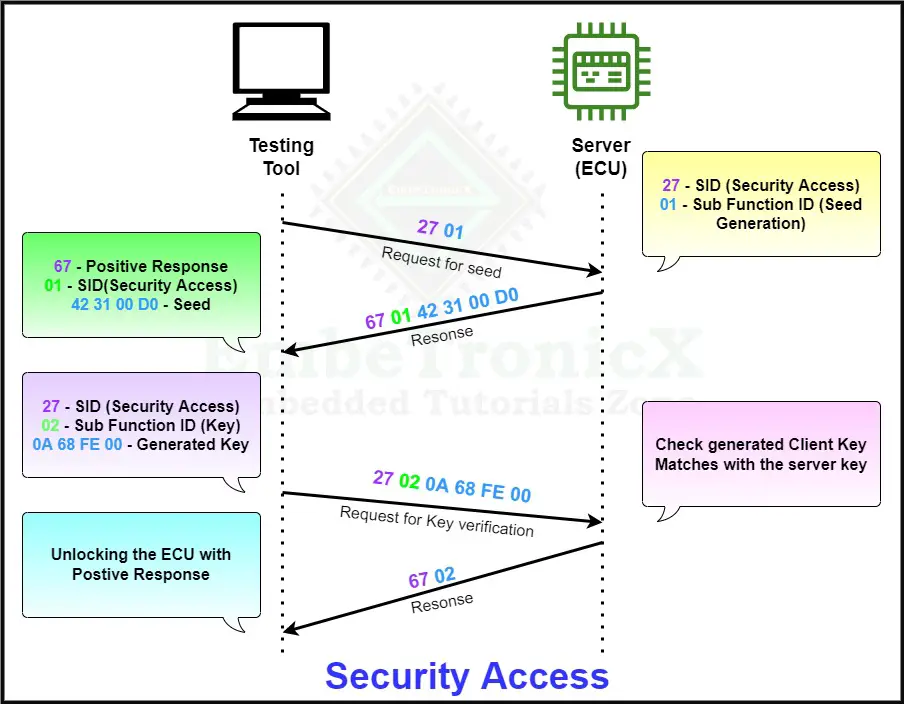 Testing
Tool
Server
(ECU)
27 - SID (Security Access)
01 - Sub Function ID (Seed
Generation)
27 01
Request for seed
67 - Positive Response
01 - SID(Security Access)
42 31 00 D0 - Seed
67 01 42 31 00 D0
Resonse
EmbeTronicX
Embedded Tutorials Zone
27 - SID (Security Access)
02 - Sub Function ID (Key)
0A 68 FE 00 - Generated Key
Check generated Client Key
Matches with the server key
27 02 0A 68 FE 00
Request for Key verification
Unlocking the ECU with
Postive Response
67 02
Resonse
Security Access